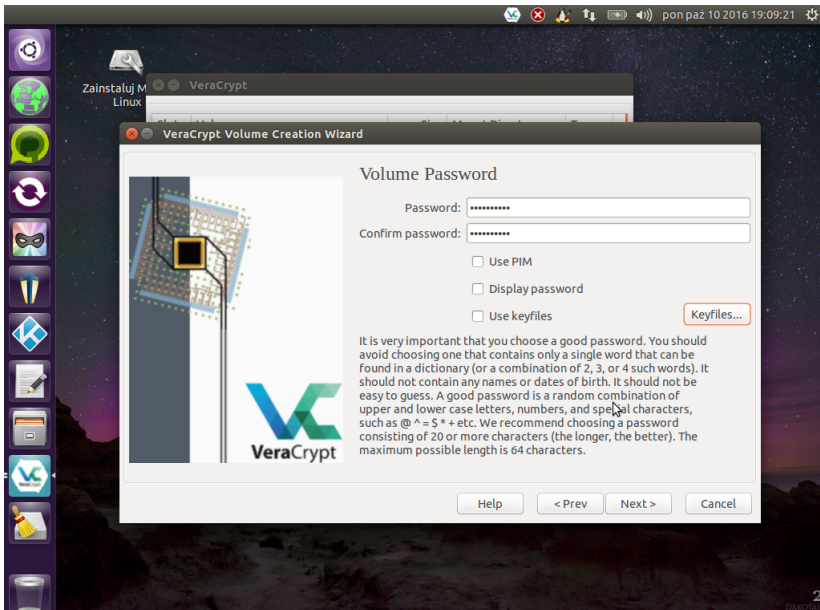 pon paź 10 2016 19:09:21
Zainstaluj M
Linux
VeraCrypt
VeraCrypt Volume Creation Wizard
Volume Password
Password: ••••••••••
Confirm password: ••••••••••
Use PIM
Display password
Use keyfiles
Keyfiles...
It is very important that you choose a good password. You should
avoid choosing one that contains only a single word that can be
found in a dictionary (or a combination of 2, 3, or 4 such words). It
should not contain any names or dates of birth. It should not be
easy to guess. A good password is a random combination of
upper and lower case letters, numbers, and special characters,
such as @ ^ = $ * + etc. We recommend choosing a password
consisting of 20 or more characters (the longer, the better). The
maximum possible length is 64 characters.
VeraCrypt
Help
< Prev
Next >
Cancel